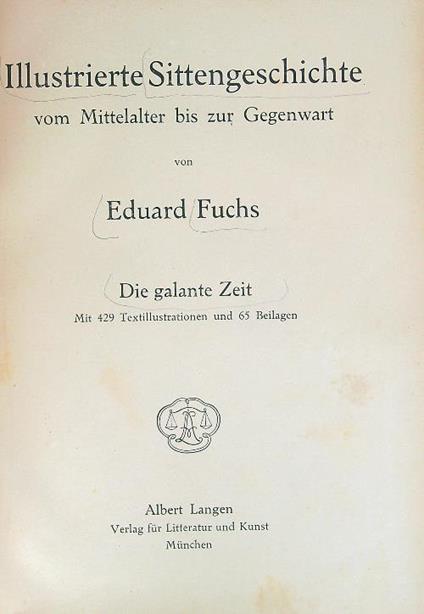 Illustrierte Sittengeschichte
vom Mittelalter bis zur Gegenwart
von
Eduard Fuchs
Die galante Zeit
Mit 429 Textillustrationen und 65 Beilagen
AL
Albert Langen
Verlag für Litteratur und Kunst
München